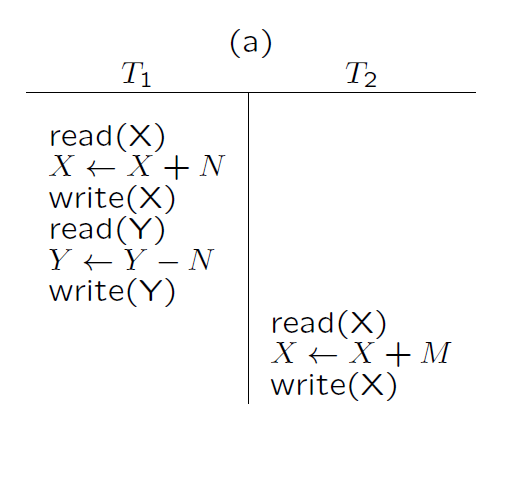 (a)
T₁ T₂
read(X)
X ← X + N
write(X)
read(Y)
Y ← Y − N
write(Y)
read(X)
X ← X + M
write(X)